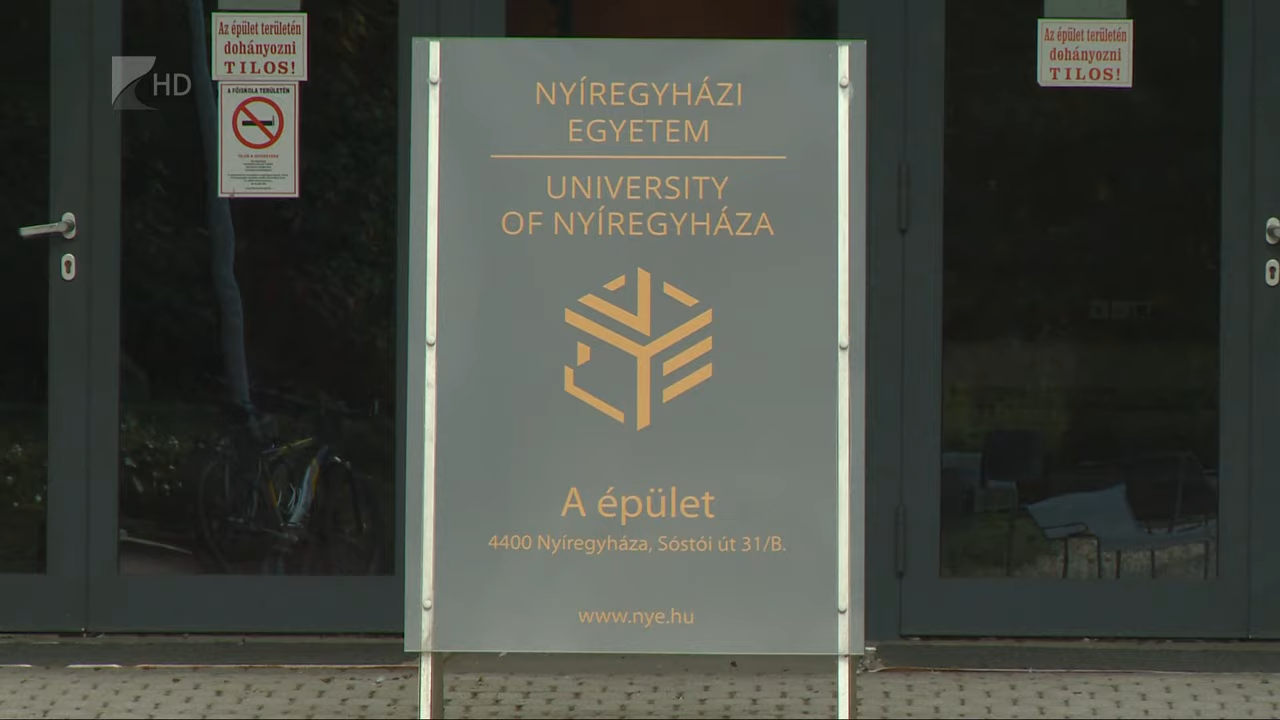 Az épület területén
dohányozni
TILOS!
HD
A FŐISKOLA TERÜLETÉN
Az épület területén
dohányozni
TILOS!
NYÍREGYHÁZI
EGYETEM
UNIVERSITY
OF NYÍREGYHÁZA
A épület
4400 Nyíregyháza, Sóstói út 31/B.
www.nye.hu